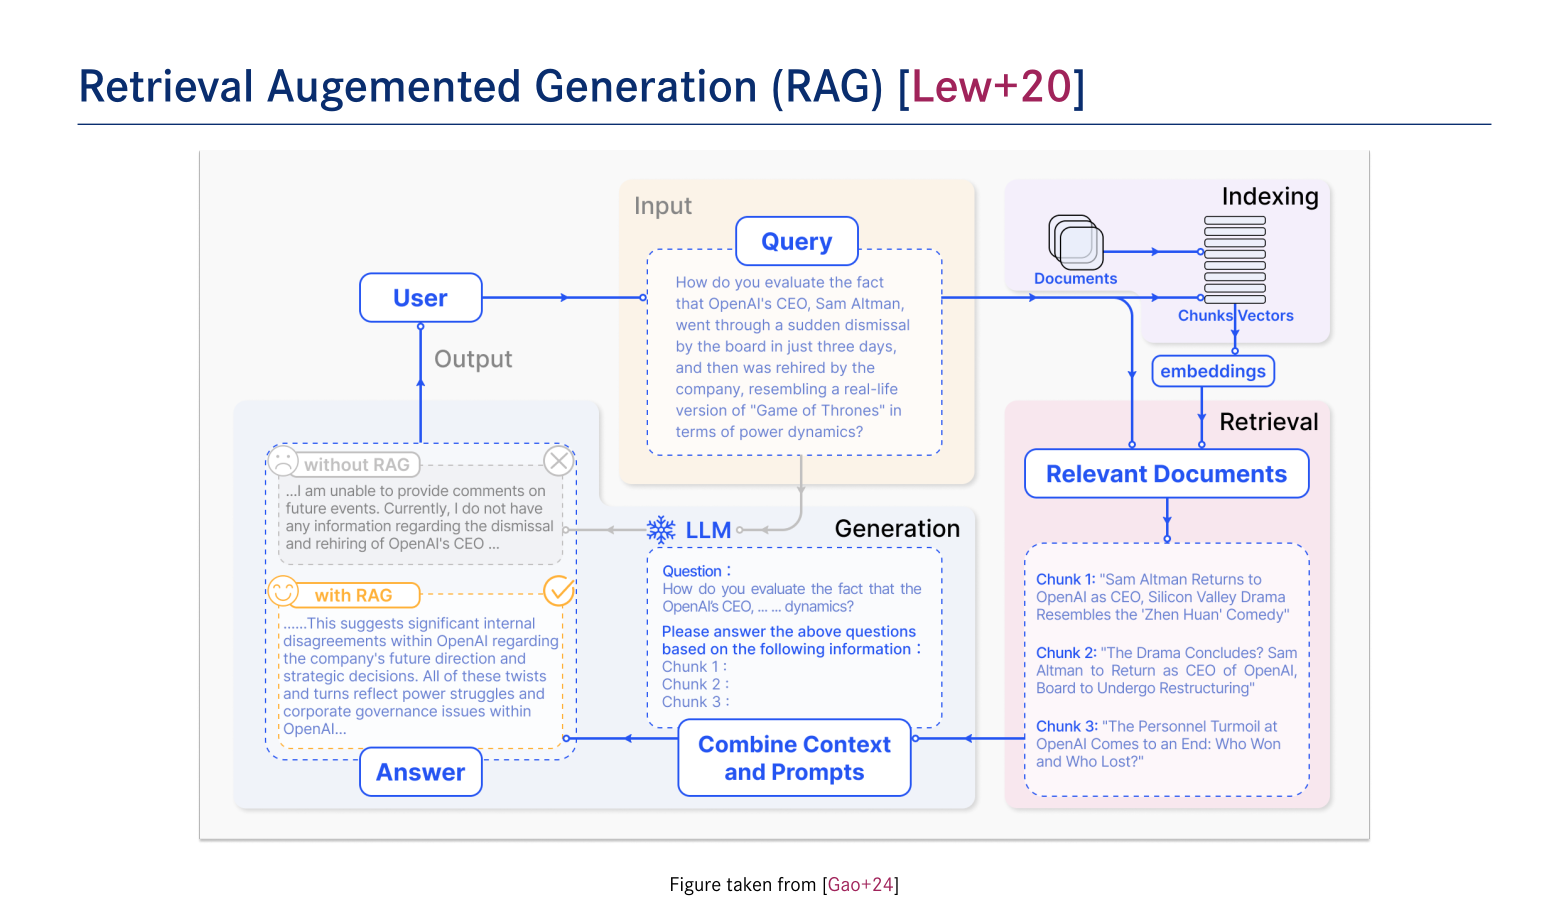 Retrieval Augemented Generation (RAG) [Lew+20]
Input
Query
How do you evaluate the fact
that OpenAI's CEO, Sam Altman,
went through a sudden dismissal
by the board in just three days,
and then was rehired by the
company, resembling a real-life
version of "Game of Thrones" in
terms of power dynamics?
Indexing
Documents
Chunks Vectors
embeddings
User
Output
Retrieval
Relevant Documents
Chunk 1: "Sam Altman Returns to
OpenAI as CEO, Silicon Valley Drama
Resembles the 'Zhen Huan' Comedy"
Chunk 2: "The Drama Concludes? Sam
Altman to Return as CEO of OpenAI,
Board to Undergo Restructuring"
Chunk 3: "The Personnel Turmoil at
OpenAI Comes to an End: Who Won
and Who Lost?"
LLM
Generation
Question :
How do you evaluate the fact that the
OpenAI's CEO, ... ... dynamics?
Please answer the above questions
based on the following information :
Chunk 1 :
Chunk 2 :
Chunk 3 :
Combine Context
and Prompts
without RAG
...I am unable to provide comments on
future events. Currently, I do not have
any information regarding the dismissal
and rehiring of OpenAI's CEO ...
with RAG
......This suggests significant internal
disagreements within OpenAI regarding
the company's future direction and
strategic decisions. All of these twists
and turns reflect power struggles and
corporate governance issues within
OpenAI...
Answer
Figure taken from [Gao+24]